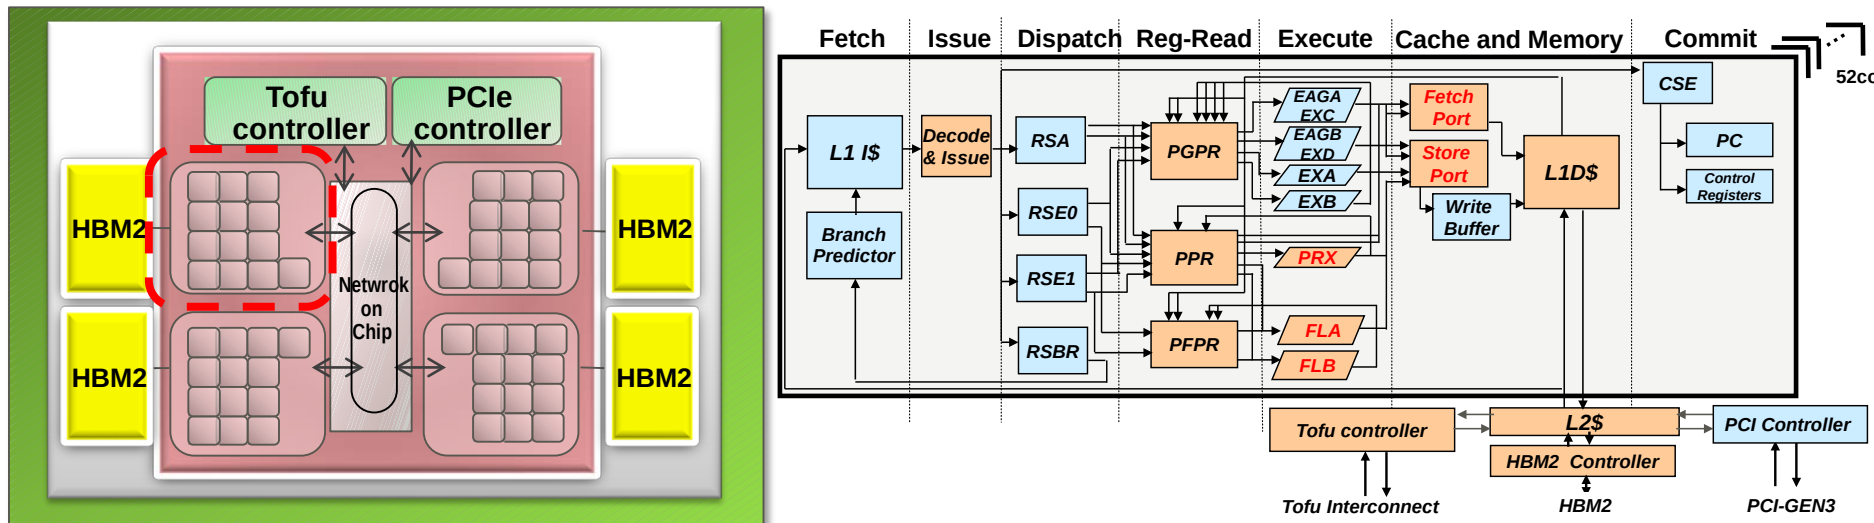 Tofu
controller
PCIe
controller
HBM2
HBM2
HBM2
HBM2
Netwrok
on
Chip
Fetch
Issue
Dispatch
Reg-Read
Execute
Cache and Memory
Commit
52co
L1 I$
Branch
Predictor
Decode
& Issue
RSA
RSE0
RSE1
RSBR
PGPR
PPR
PFPR
EAGA
EXC
EAGB
EXD
EXA
EXB
PRX
FLA
FLB
Fetch
Port
Store
Port
Write
Buffer
L1D$
CSE
PC
Control
Registers
Tofu controller
L2$
HBM2 Controller
PCI Controller
Tofu Interconnect
HBM2
PCI-GEN3